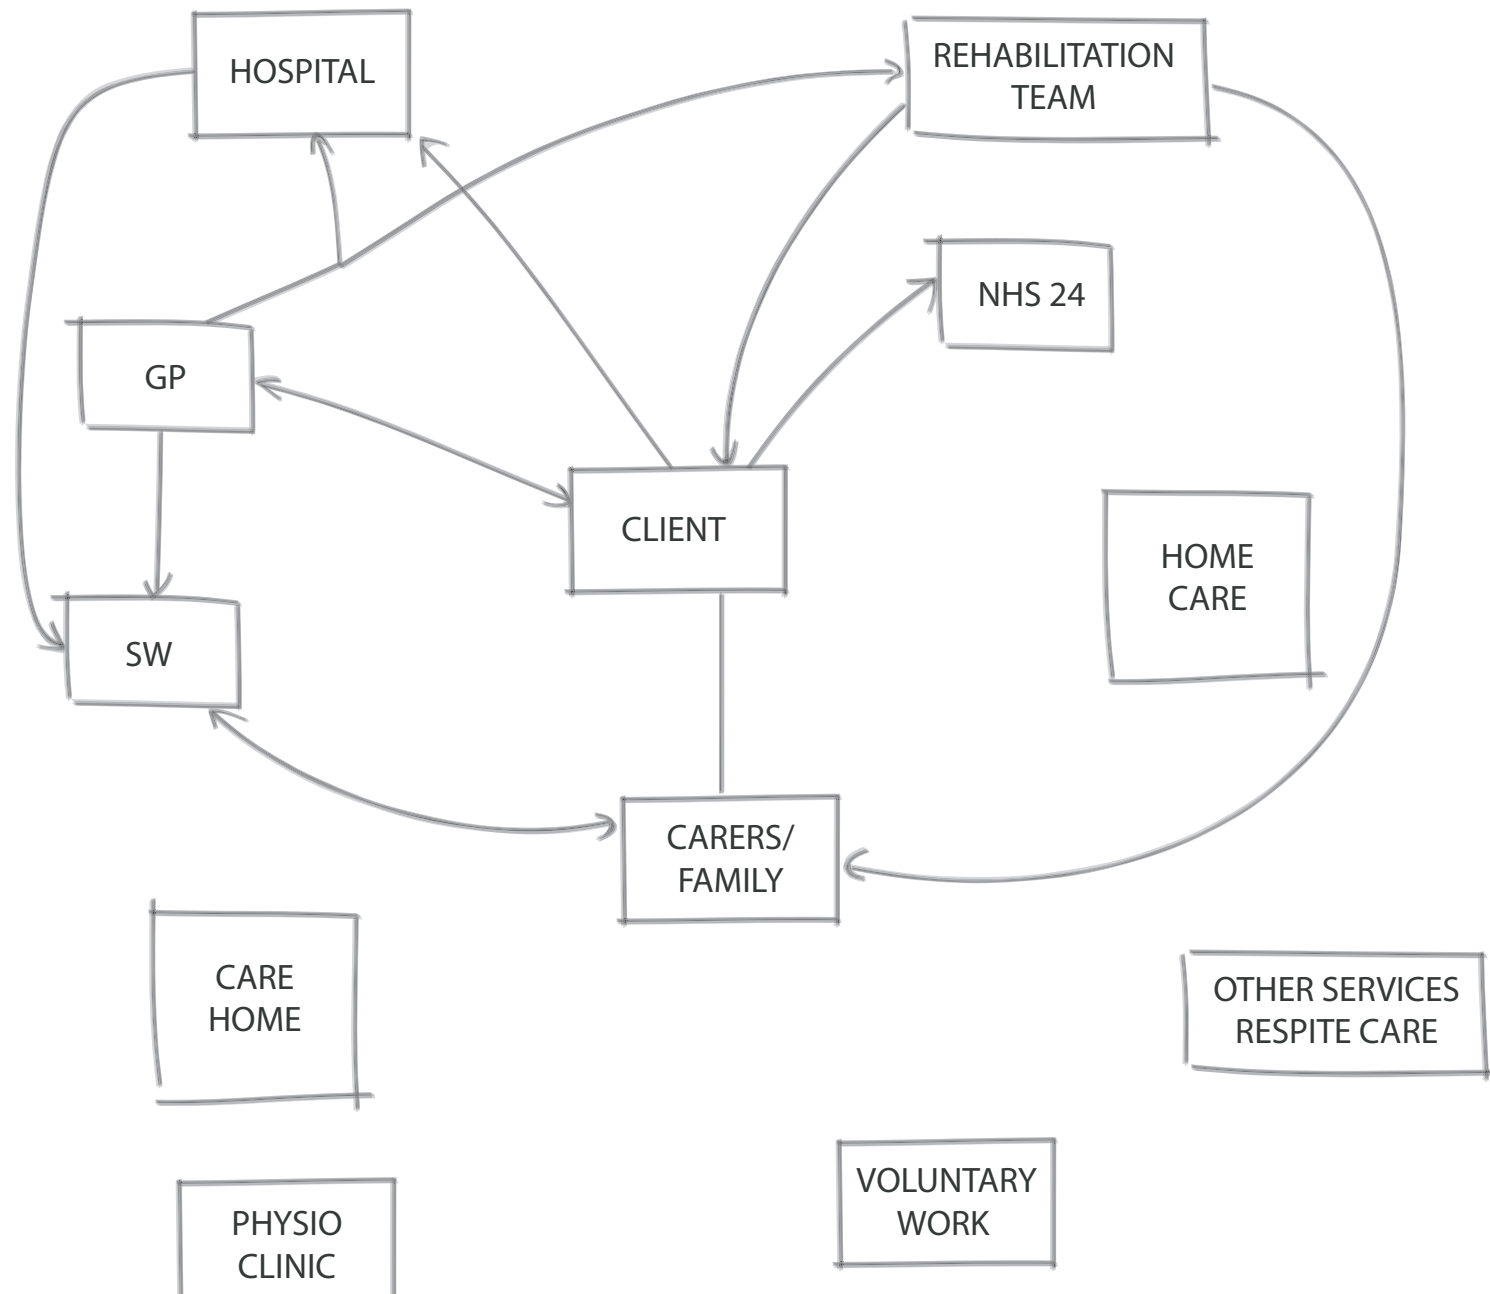 HOSPITAL
REHABILITATION
TEAM
NHS 24
GP
CLIENT
HOME
CARE
SW
CARERS/
FAMILY
CARE
HOME
OTHER SERVICES
RESPITE CARE
VOLUNTARY
WORK
PHYSIO
CLINIC